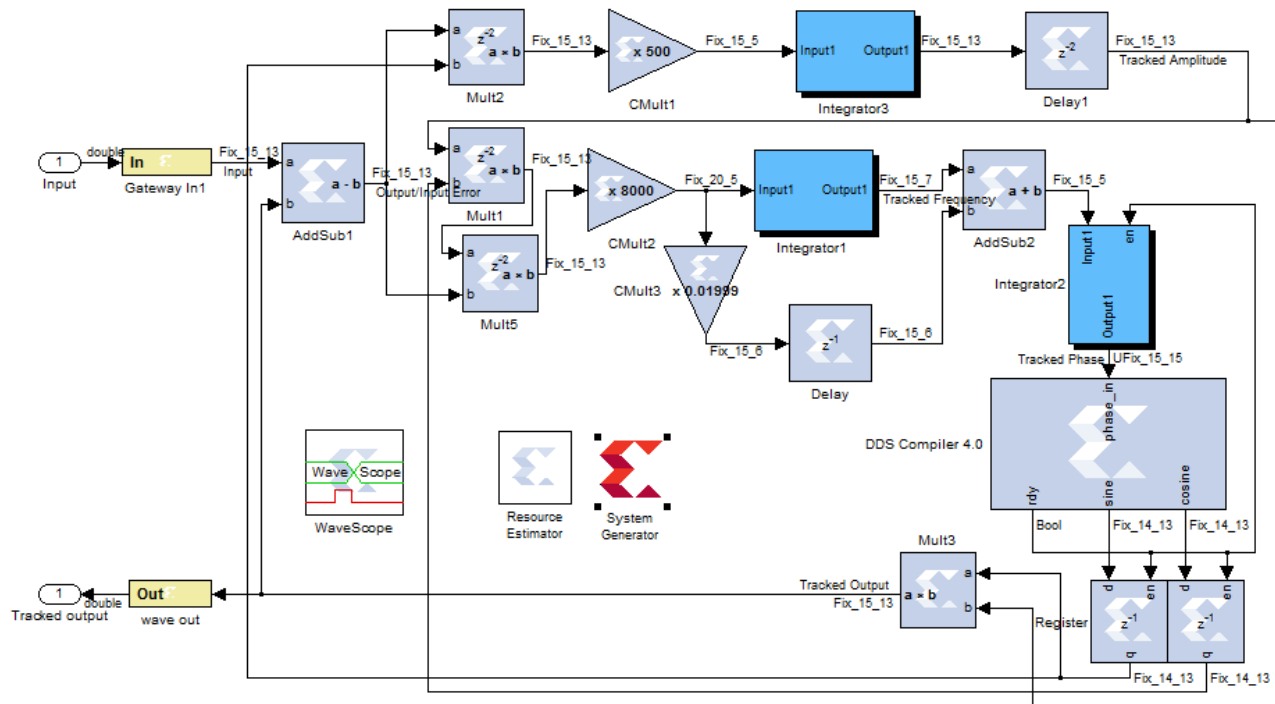 a
b
z-2
a × b
Mult2
Fix_15_13
x 500
CMult1
Fix_15_5
Input1
Output1
Integrator3
Fix_15_13
z-2
Delay1
Fix_15_13
Tracked Amplitude
1
Input
double
In
Gateway In1
Fix_15_13
Input
a
b
a - b
AddSub1
Fix_15_13
Output/Input Error
a
b
z-2
a × b
Mult1
Fix_15_13
a
b
z-2
a × b
Mult5
Fix_15_13
x 8000
CMult2
Fix_20_5
x 0.01999
CMult3
Fix_15_6
Input1
Output1
Integrator1
Fix_15_7
Tracked Frequency
z-1
Delay
Fix_15_6
a
b
a + b
AddSub2
Fix_15_5
Input1
en
Output1
Integrator2
Tracked Phase
UFix_15_15
phase_in
DDS Compiler 4.0
rdy
sine
cosine
Bool
Fix_14_13
Fix_14_13
Wave Scope
WaveScope
Resource
Estimator
System
Generator
Mult3
a
b
a × b
Tracked Output
Fix_15_13
d
en
z-1
q
Register
d
en
z-1
q
Fix_14_13
Fix_14_13
1
Tracked output
double
Out
wave out